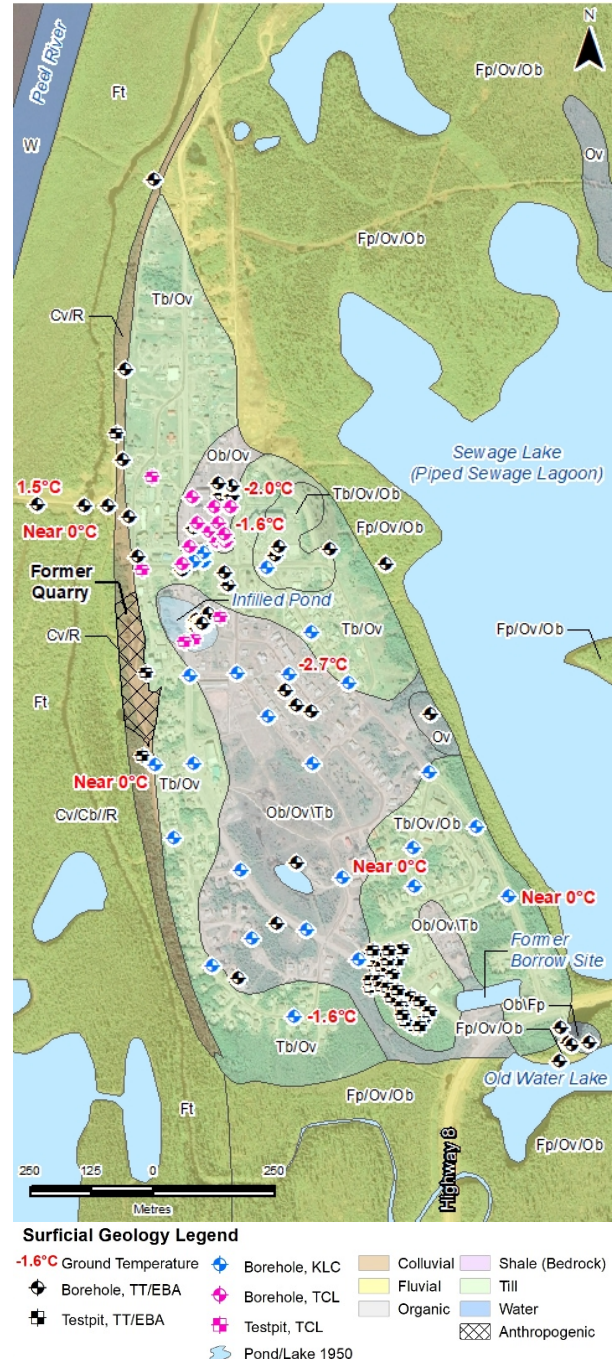 N
Peel River
Ft
Fp/Ov/Ob
W
Ov
Fp/Ov/Ob
Tb/Ov
Cv/R
Ob/Ov
Sewage Lake
(Piped Sewage Lagoon)
1.5°C
-2.0°C
Tb/Ov/Ob
-1.6°C
Fp/Ov/Ob
Near 0°C
Former
Quarry
Infilled Pond
Cv/R
Tb/Ov
Fp/Ov/Ob
Ft
-2.7°C
Ov
Near 0°C
Tb/Ov
Cv/Cb//R
Ob/Ov\Tb
Tb/Ov/Ob
Near 0°C
Near 0°C
Ob/Ov\Tb
Former
Borrow Site
Ob\Fp
-1.6°C
Fp/Ov/Ob
Tb/Ov
Old Water Lake
Ft
Fp/Ov/Ob
Fp/Ov/Ob
Highway 8
250 125 0 250
Metres
Surficial Geology Legend
-1.6°C Ground Temperature
Borehole, TT/EBA
Testpit, TT/EBA
Borehole, KLC
Borehole, TCL
Testpit, TCL
Pond/Lake 1950
Colluvial
Fluvial
Organic
Shale (Bedrock)
Till
Water
Anthropogenic